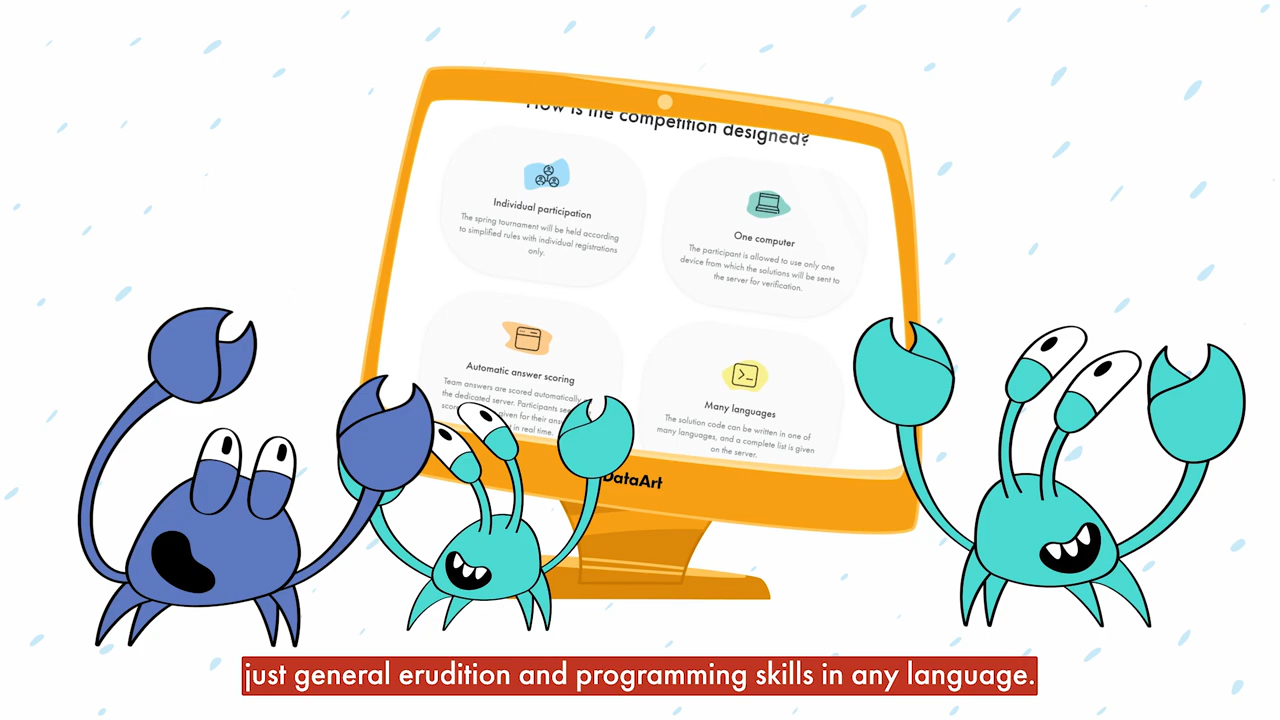 How is the competition designed?
Individual participation
The spring tournament will be held according
to simplified rules with individual registrations
only.
One computer
The participant is allowed to use only one
device from which the solutions will be sent to
the server for verification.
Automatic answer scoring
Team answers are scored automatically
the dedicated server. Participants
given for their
in real time.
Many languages
The solution code can be written in one of
many languages, and a complete list is given
on the server.
DataArt
just general erudition and programming skills in any language.